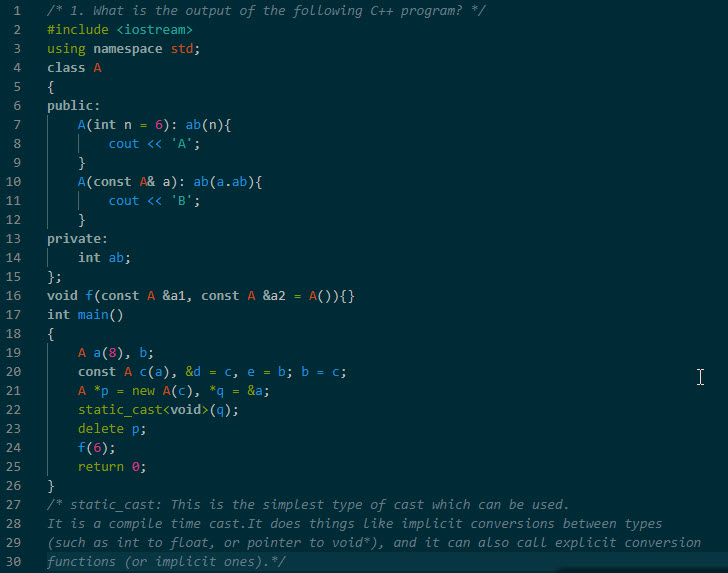 1 /* 1. What is the output of the following C++ program? */
2 #include <iostream>
3 using namespace std;
4 class A
5 {
6 public:
7     A(int n = 6): ab(n){
8         cout << 'A';
9     }
10     A(const A& a): ab(a.ab){
11         cout << 'B';
12     }
13 private:
14     int ab;
15 };
16 void f(const A &a1, const A &a2 = A()){}
17 int main()
18 {
19     A a(8), b;
20     const A c(a), &d = c, e = b; b = c;
21     A *p = new A(c), *q = &a;
22     static_cast<void>(q);
23     delete p;
24     f(6);
25     return 0;
26 }
27 /* static_cast: This is the simplest type of cast which can be used.
28 It is a compile time cast.It does things like implicit conversions between types
29 (such as int to float, or pointer to void*), and it can also call explicit conversion
30 functions (or implicit ones).*/